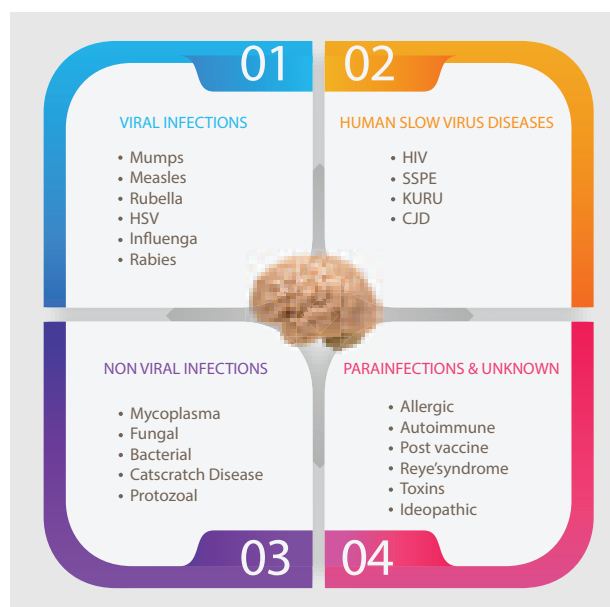 01
VIRAL INFECTIONS
• Mumps
• Measles
• Rubella
• HSV
• Influenga
• Rabies
02
HUMAN SLOW VIRUS DISEASES
• HIV
• SSPE
• KURU
• CJD
NON VIRAL INFECTIONS
• Mycoplasma
• Fungal
• Bacterial
• Catscratch Disease
• Protozoal
03
PARAINFECTIONS & UNKNOWN
• Allergic
• Autoimmune
• Post vaccine
• Reye'syndrome
• Toxins
• Ideopathic
04